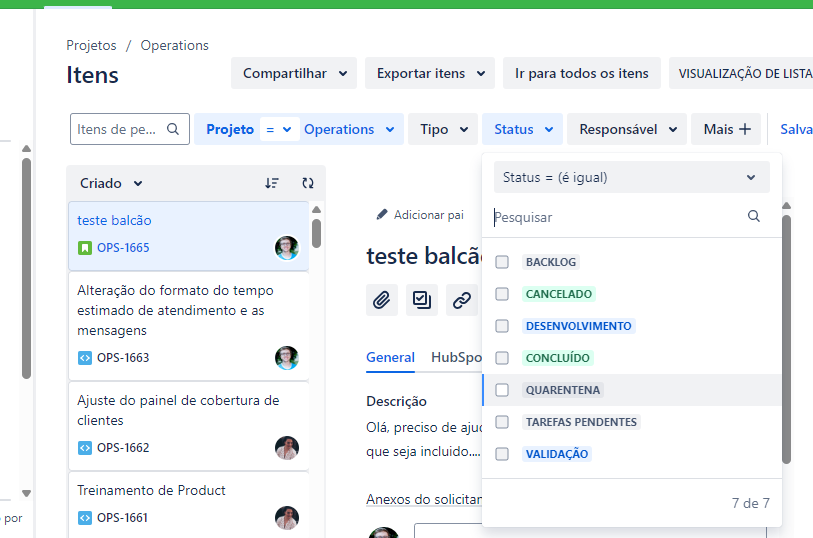 Projetos / Operations
Itens
Compartilhar
Exportar itens
Ir para todos os itens
VISUALIZAÇÃO DE LISTA
Itens de pe...
Projeto = Operations
Tipo
Status
Responsável
Mais +
Salva
Criado
teste balcão
OPS-1665
Alteração do formato do tempo
estimado de atendimento e as
mensagens
OPS-1663
Ajuste do painel de cobertura de
clientes
OPS-1662
Treinamento de Product
OPS-1661
por
Adicionar pai
teste balcão
General
HubSpo
Descrição
Olá, preciso de ajud
que seja incluido....
Anexos do solicitan
Status = (é igual)
Pesquisar
BACKLOG
CANCELADO
DESENVOLVIMENTO
CONCLUÍDO
QUARENTENA
TAREFAS PENDENTES
VALIDAÇÃO
7 de 7